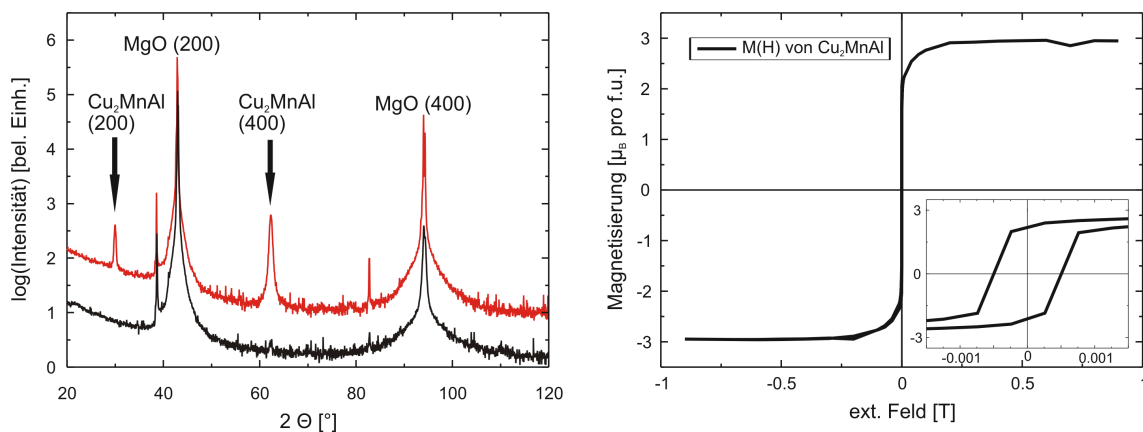 6
5
4
3
2
1
0
log(Intensität) [bel. Einh.]
MgO (200)
Cu₂MnAl
(200)
Cu₂MnAl
(400)
MgO (400)
20 40 60 80 100 120
2 Θ [°]
3
2
1
0
-1
-2
-3
Magnetisierung [μB pro f.u.]
M(H) von Cu₂MnAl
3
0
-3
-0.001 0 0.001
-1 -0.5 0 0.5 1
ext. Feld [T]